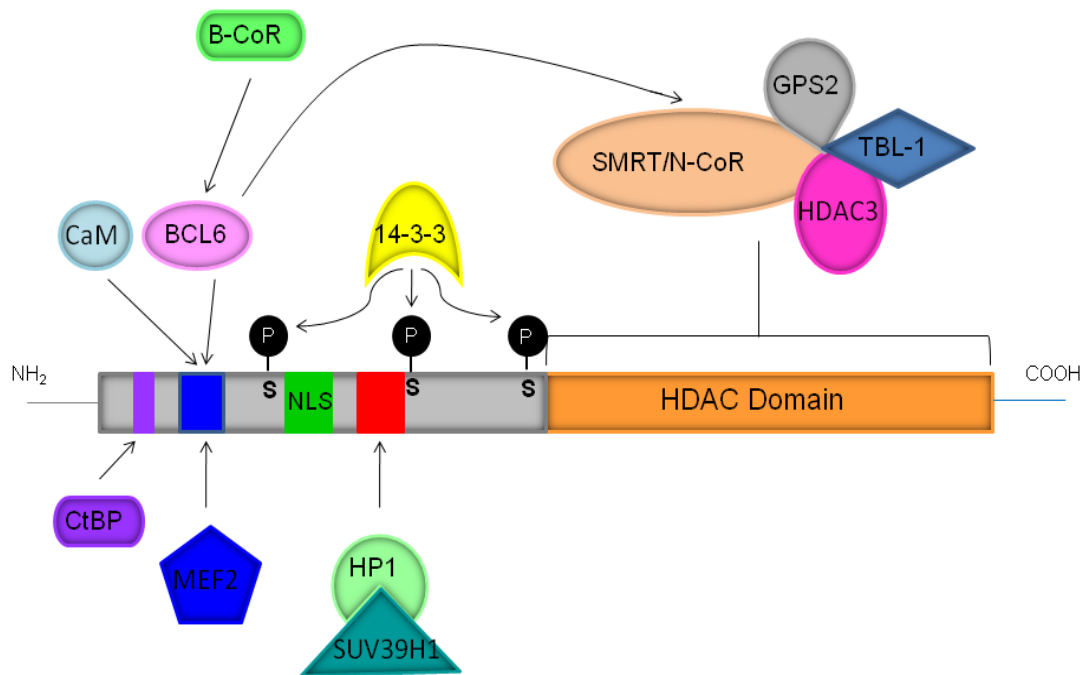 B-CoR
GPS2
SMRT/N-CoR
TBL-1
HDAC3
CaM
BCL6
14-3-3
P
P
P
NH2
COOH
S
S
S
NLS
HDAC Domain
CtBP
MEF2
HP1
SUV39H1